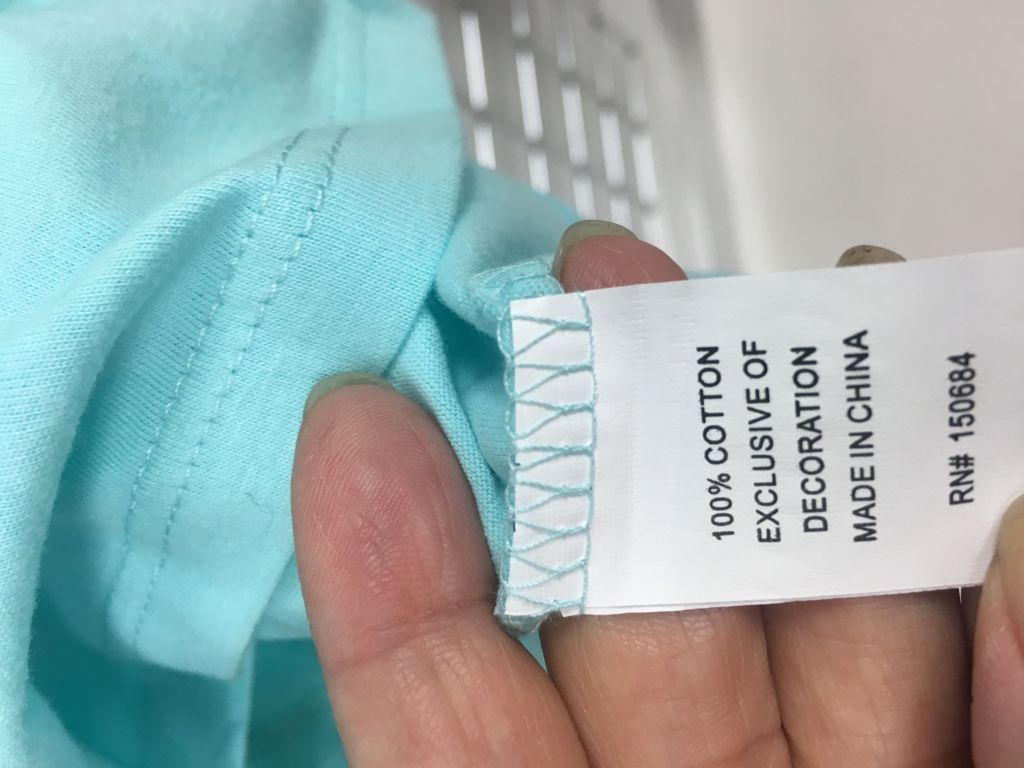 100% COTTON
EXCLUSIVE OF
DECORATION
MADE IN CHINA
RN# 150684